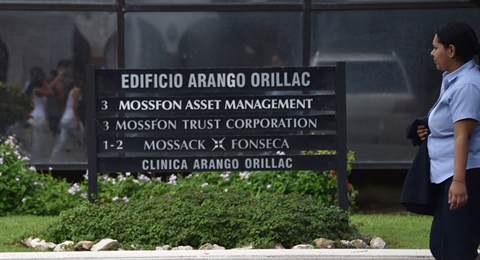 EDIFICIO ARANGO ORILLAC
3 MOSSFON ASSET MANAGEMENT
3 MOSSFON TRUST CORPORATION
1-2 MOSSACK FONSECA
CLINICA ARANGO ORILLAC